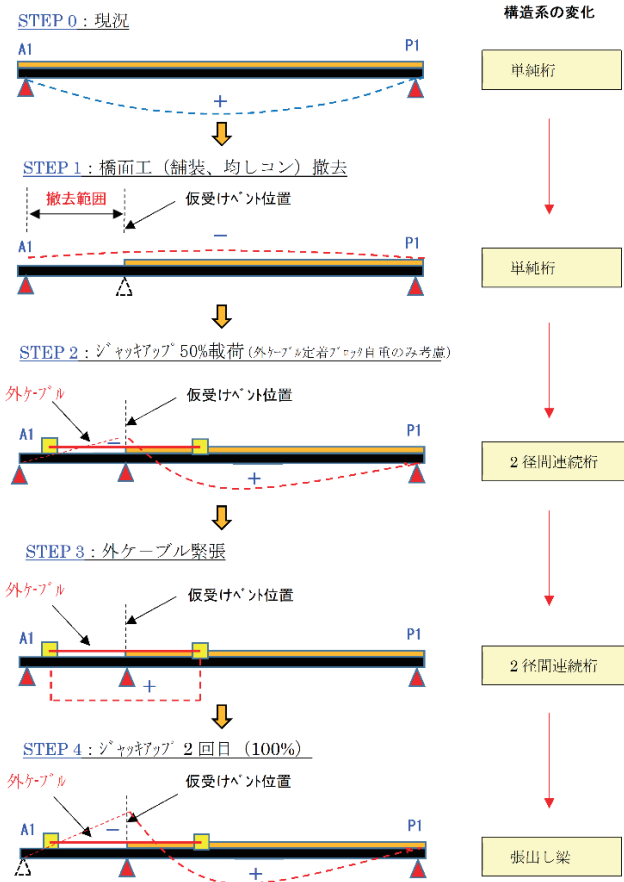 構造系の変化
STEP 0：現況
A1
P1
単純桁
+
STEP 1：橋面工（舗装、均しコン）撤去
撤去範囲
仮受けベント位置
A1
−
P1
単純桁
STEP 2：ジャッキアップ 50%載荷(外ケーブル定着ブロック自重のみ考慮)
外ケーブル
仮受けベント位置
A1
−
P1
+
2 径間連続桁
STEP 3：外ケーブル緊張
外ケーブル
仮受けベント位置
A1
P1
+
2 径間連続桁
STEP 4：ジャッキアップ 2 回目（100%）
外ケーブル
仮受けベント位置
A1
−
P1
+
張出し梁